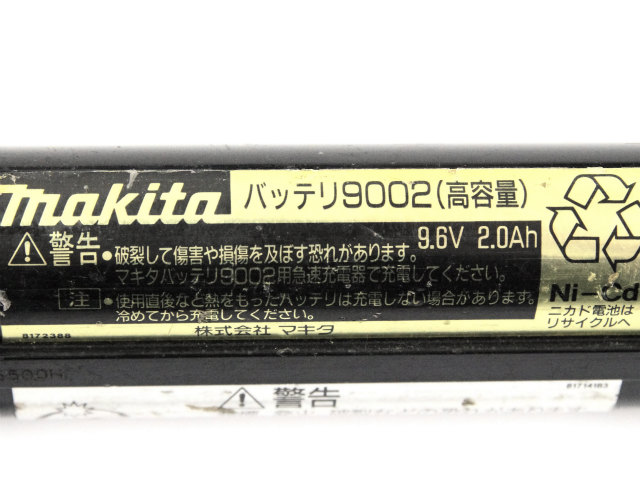 makita バッテリ9002(高容量)
9.6V 2.0Ah
⚠警告●破裂して傷害や損傷を及ぼす恐れがあります。
マキタバッテリ9002用急速充電器で充電してください。
注 ●使用直後など熱をもったバッテリは充電しない場合があります。
冷めてから充電してください。
8172388 株式会社 マキタ
Ni-Cd
ニカド電池は
リサイクルへ
81714183
⚠警告